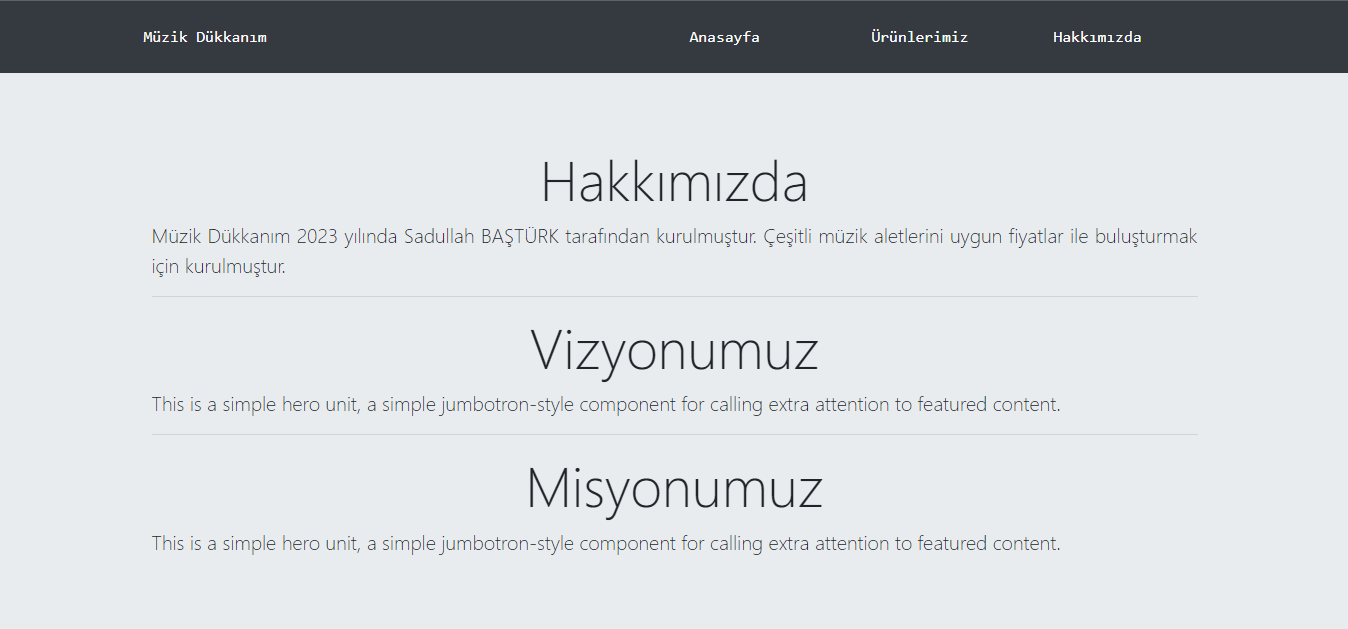 Müzik Dükkanım Anasayfa Ürünlerimiz Hakkımızda
Hakkımızda
Müzik Dükkanım 2023 yılında Sadullah BAŞTÜRK tarafından kurulmuştur. Çeşitli müzik aletlerini uygun fiyatlar ile buluşturmak
için kurulmuştur.
Vizyonumuz
This is a simple hero unit, a simple jumbotron-style component for calling extra attention to featured content.
Misyonumuz
This is a simple hero unit, a simple jumbotron-style component for calling extra attention to featured content.